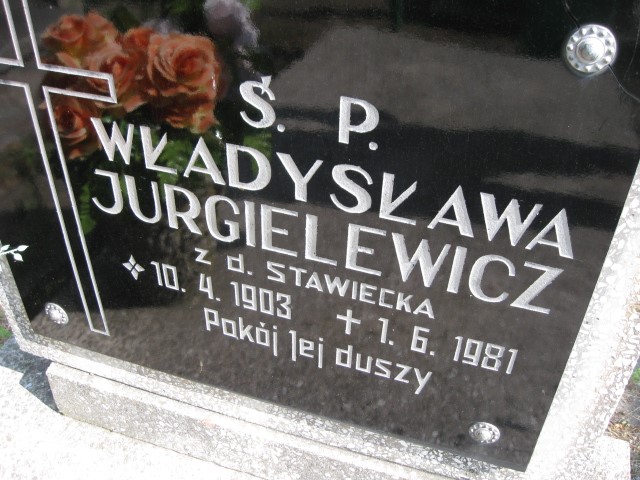 Ś. P.
WŁADYSŁAWA
JURGIELEWICZ
z d. STAWIECKA
10. 4. 1903 + 1. 6. 1981
Pokój Jej duszy